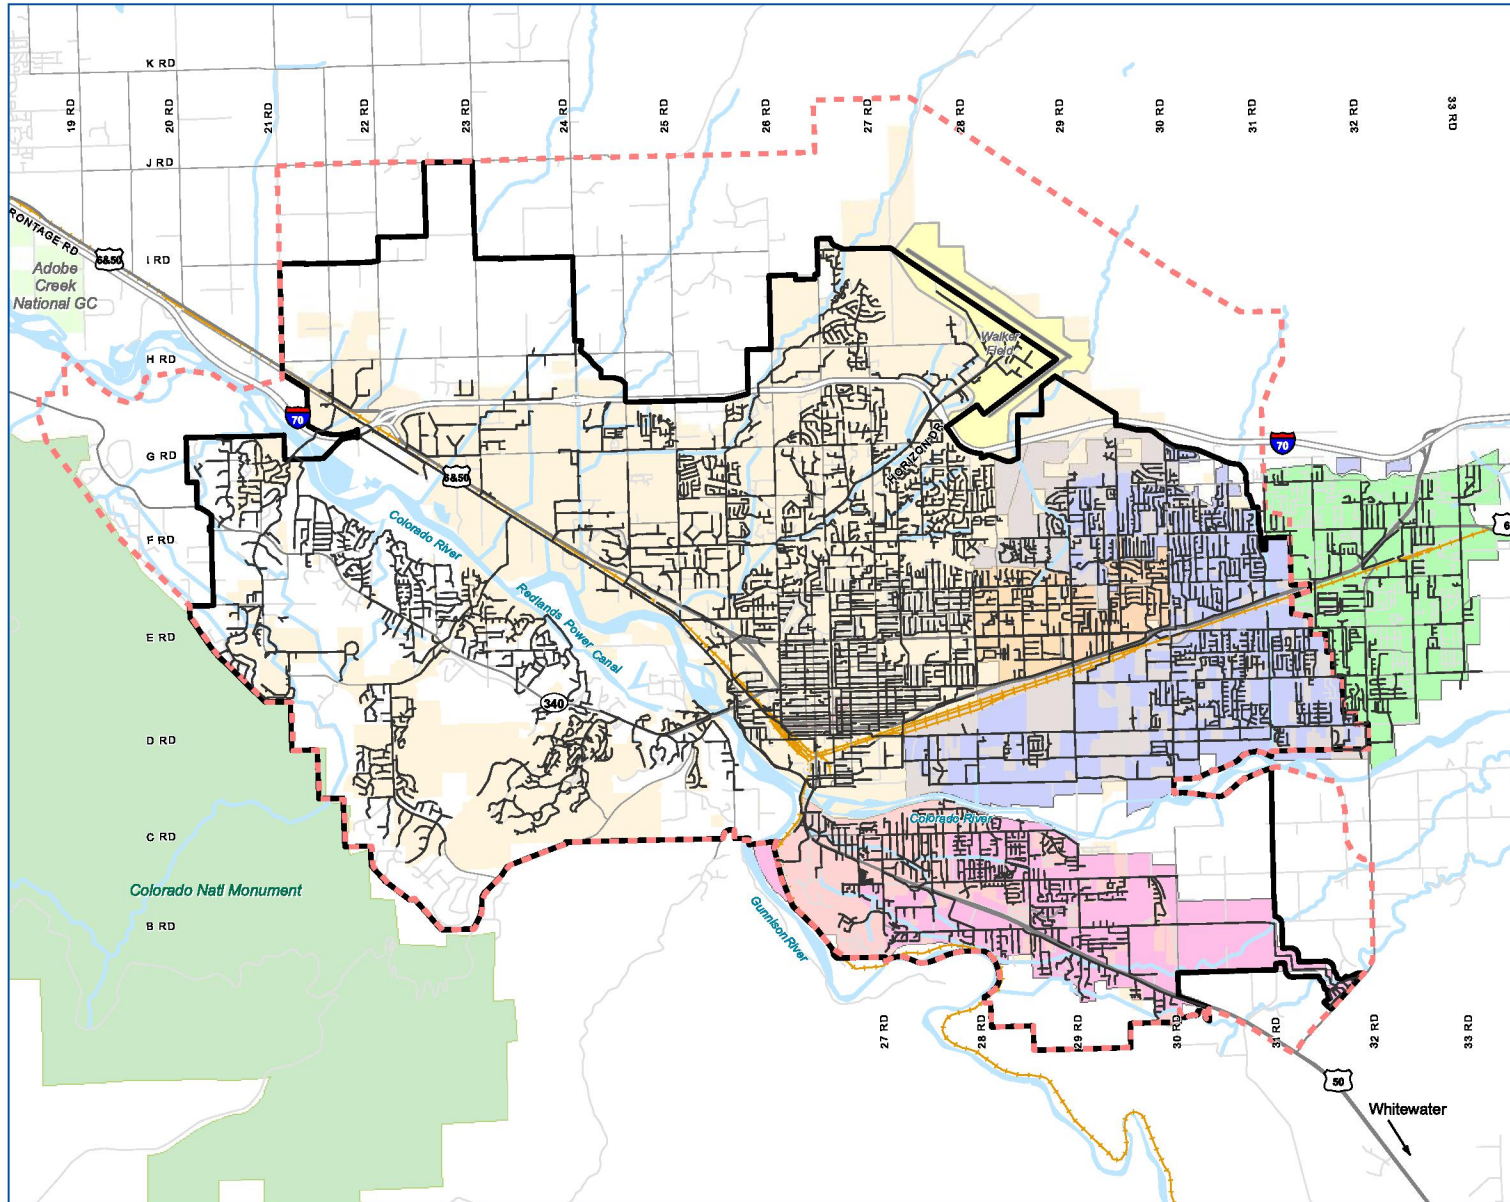 K RD
19 RD
20 RD
21 RD
22 RD
23 RD
24 RD
25 RD
26 RD
27 RD
28 RD
29 RD
30 RD
31 RD
32 RD
33 RD
J RD
RONTAGE RD
6&50
I RD
Adobe
Creek
National GC
Walker
Field
H RD
70
HORIZON DR
70
G RD
6&50
Colorado River
6
F RD
Redlands Power Canal
E RD
340
D RD
Colorado River
C RD
Colorado Natl Monument
B RD
Gunnison River
27 RD
28 RD
29 RD
30 RD
31 RD
32 RD
33 RD
50
Whitewater